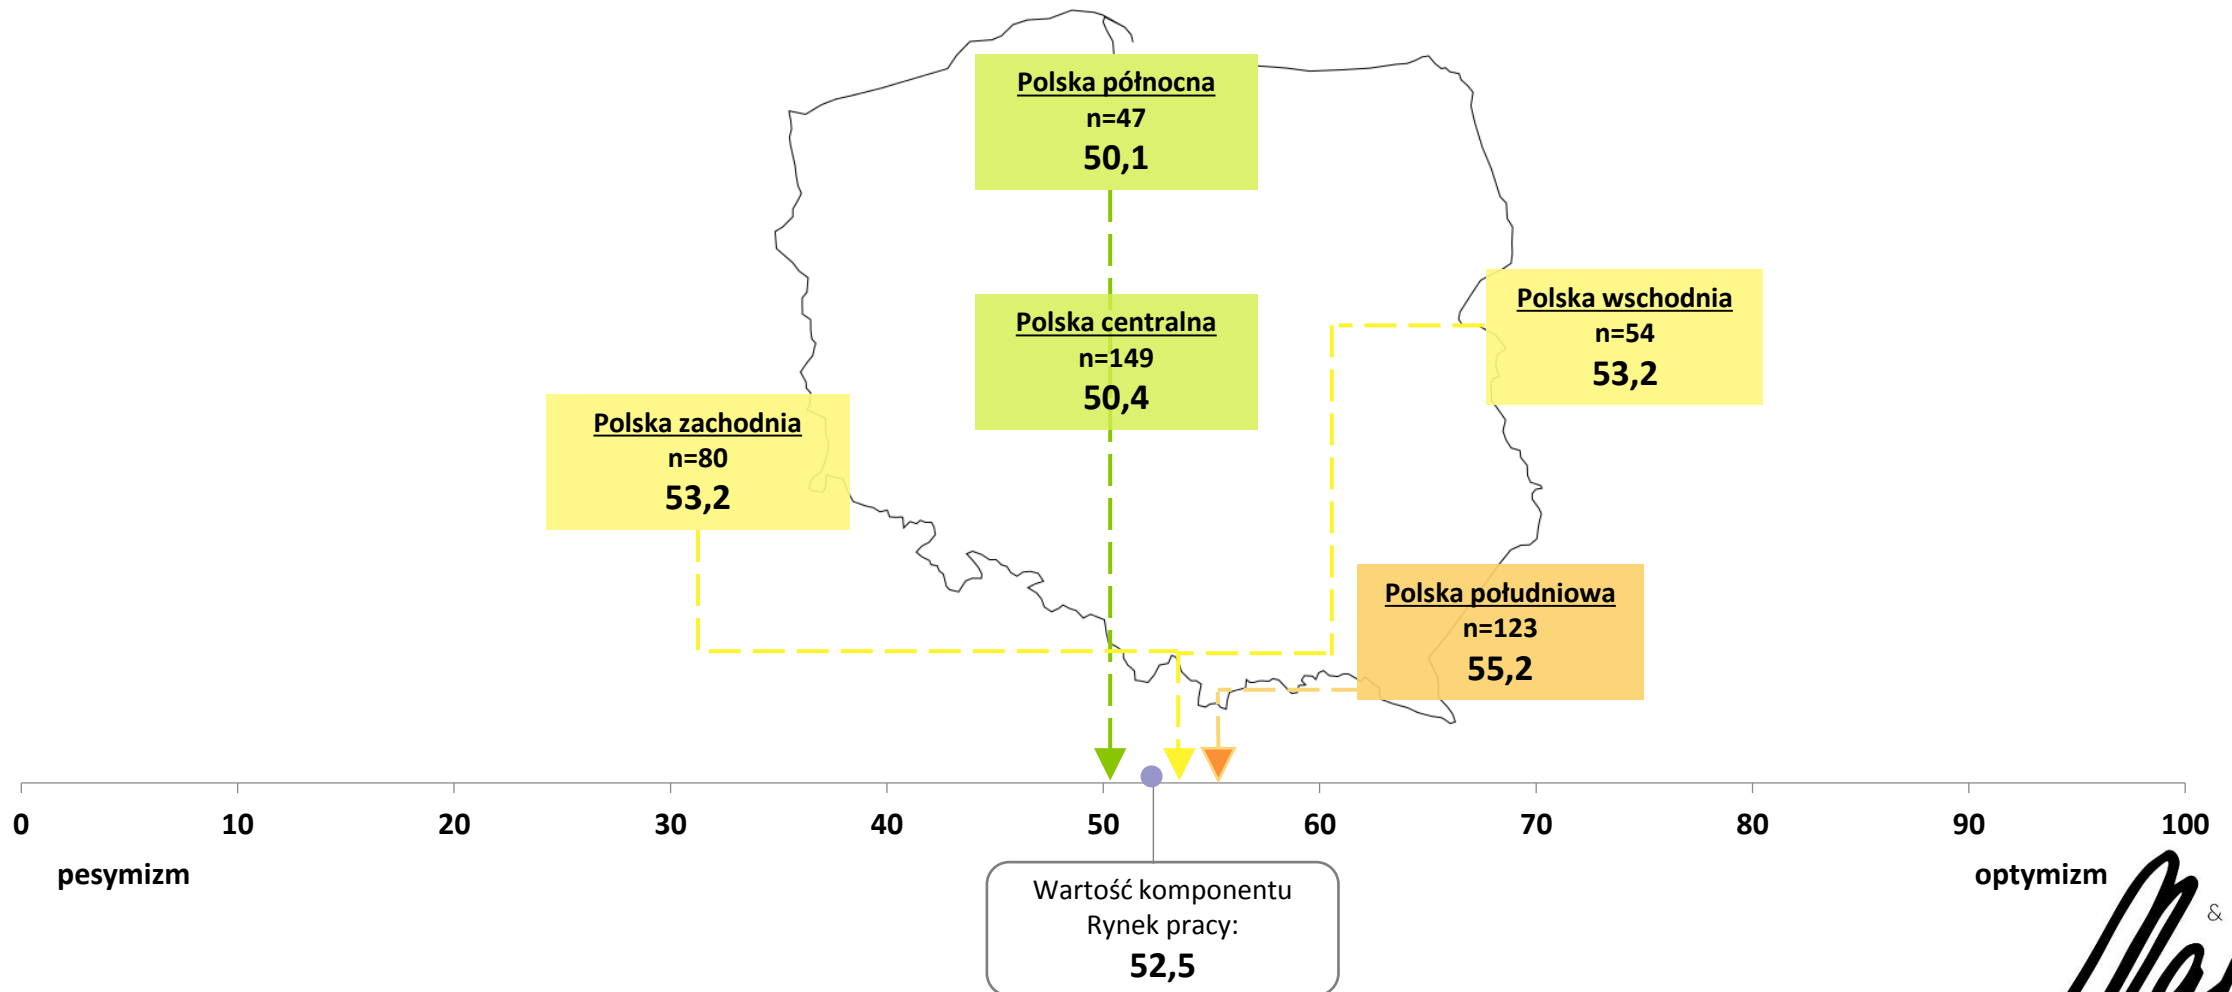 Polska północna
n=47
50,1
Polska centralna
n=149
50,4
Polska wschodnia
n=54
53,2
Polska zachodnia
n=80
53,2
Polska południowa
n=123
55,2
0 10 20 30 40 50 60 70 80 90 100
pesymizm
optymizm
Wartość komponentu
Rynek pracy:
52,5
&